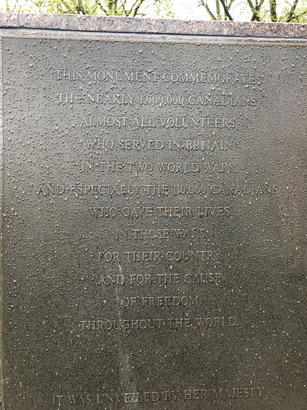 THIS MONUMENT COMMEMORATES
THE NEARLY 1,000,000 CANADIANS,
ALMOST ALL VOLUNTEERS,
WHO SERVED IN BRITAIN
IN THE TWO WORLD WARS,
AND ESPECIALLY THE 110,000 CANADIANS
WHO GAVE THEIR LIVES
IN THOSE WARS
FOR THEIR COUNTRY
AND FOR THE CAUSE
OF FREEDOM
THROUGHOUT THE WORLD.
IT WAS UNVEILED BY HER MAJESTY